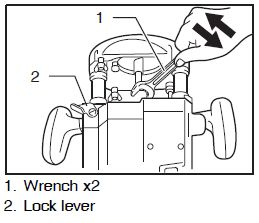 1
2
1. Wrench x2
2. Lock lever